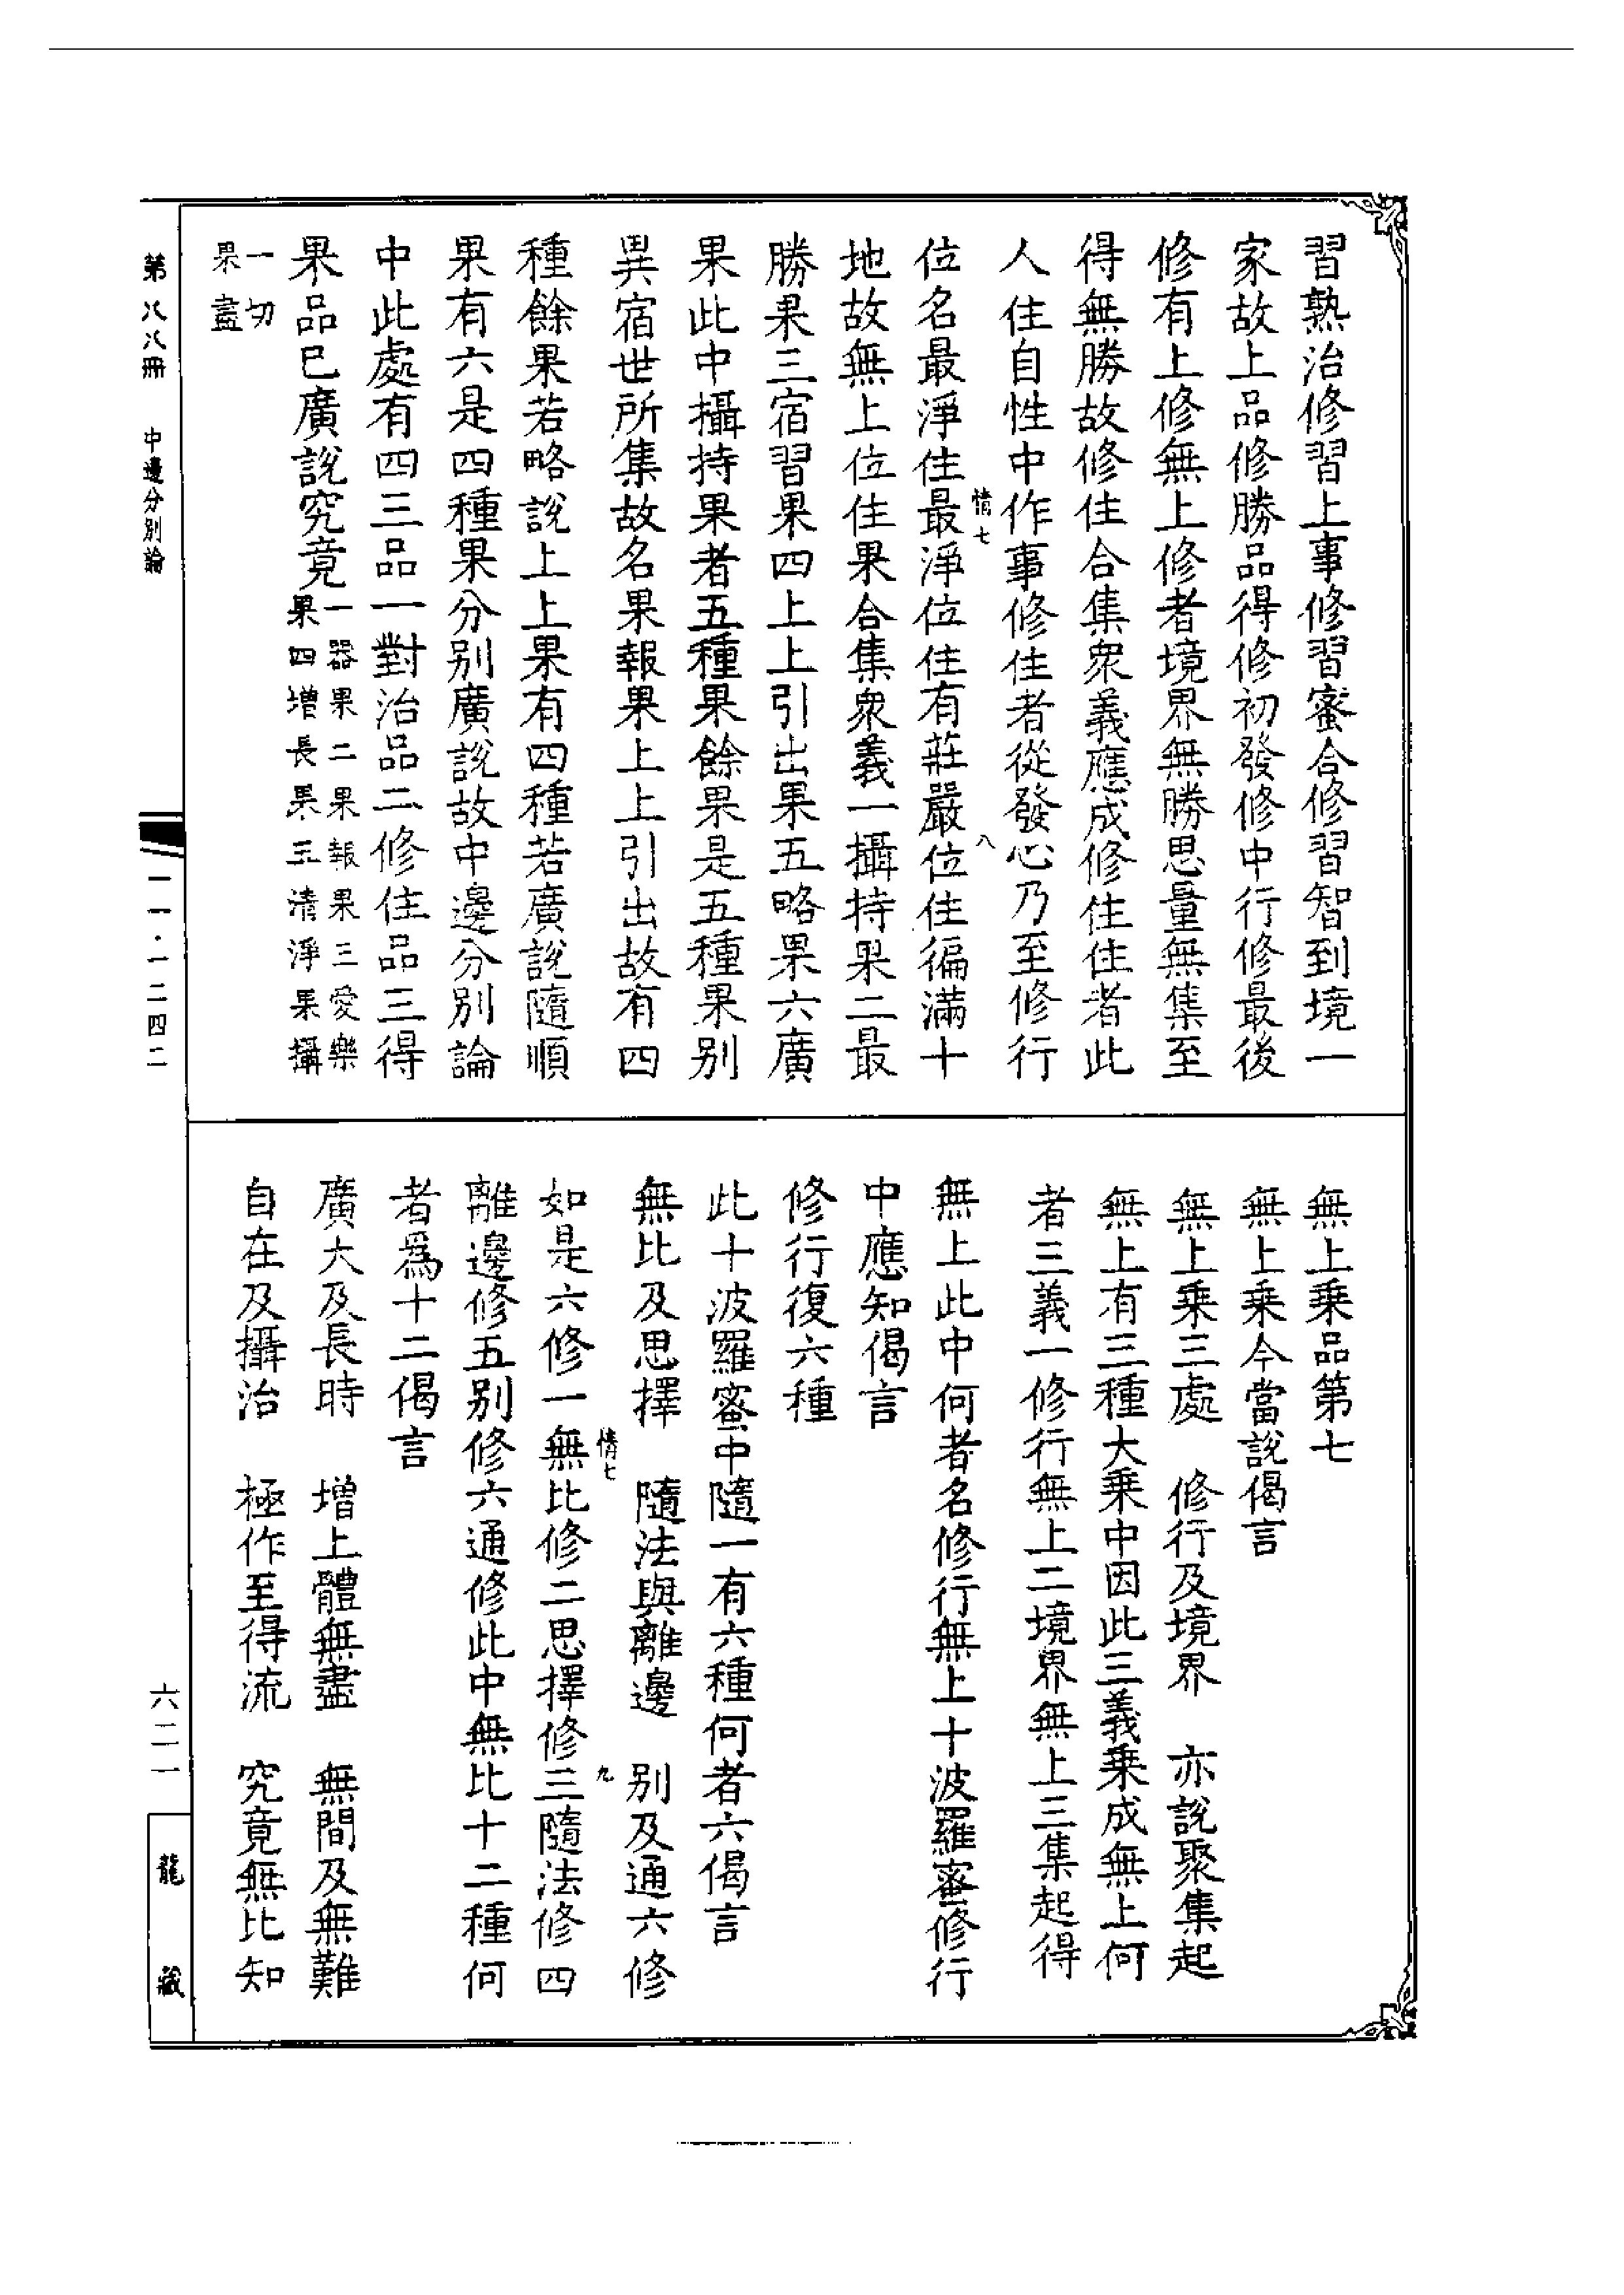 習熟治修習上事修習蜜合修習智到境一
家故上品修勝品得修初發修中行修最後
修有上修無上修者境界無勝思量無集至
得無勝故修住合集衆義應成修住住者此
人住自性中作事修住者從發心乃至修行
情七
八
位名最淨住最淨位住有莊嚴位住徧滿十
地故無上位住果合集衆義一攝持果二最
勝果三宿習果四上上引出果五略果六廣
果此中攝持果者五種果餘果是五種果別
異宿世所集故名果報果上上引出故有四
種餘果若略說上上果有四種若廣說隨順
果有六是四種果分別廣說故中邊分別論
中此處有四三品一對治品二修住品三得
果品已廣說究竟
一器果二果報果三愛樂
果四增長果五清淨果攝
一切
果盡
無上乘品第七
無上乘今當說偈言
無上乘三處　修行及境界　亦說聚集起
無上有三種大乘中因此三義乘成無上何
者三義一修行無上二境界無上三集起得
無上此中何者名修行無上十波羅蜜修行
中應知偈言
修行復六種
此十波羅蜜中隨一有六種何者六偈言
無比及思擇　隨法與離邊　別及通六修
情七
九
如是六修一無比修二思擇修三隨法修四
離邊修五別修六通修此中無比十二種何
者爲十二偈言
廣大及長時　增上體無盡　無間及無難
自在及攝治　極作至得流　究竟無比知
第八八冊　中邊分別論
一一·一二四二
六二一
龍藏